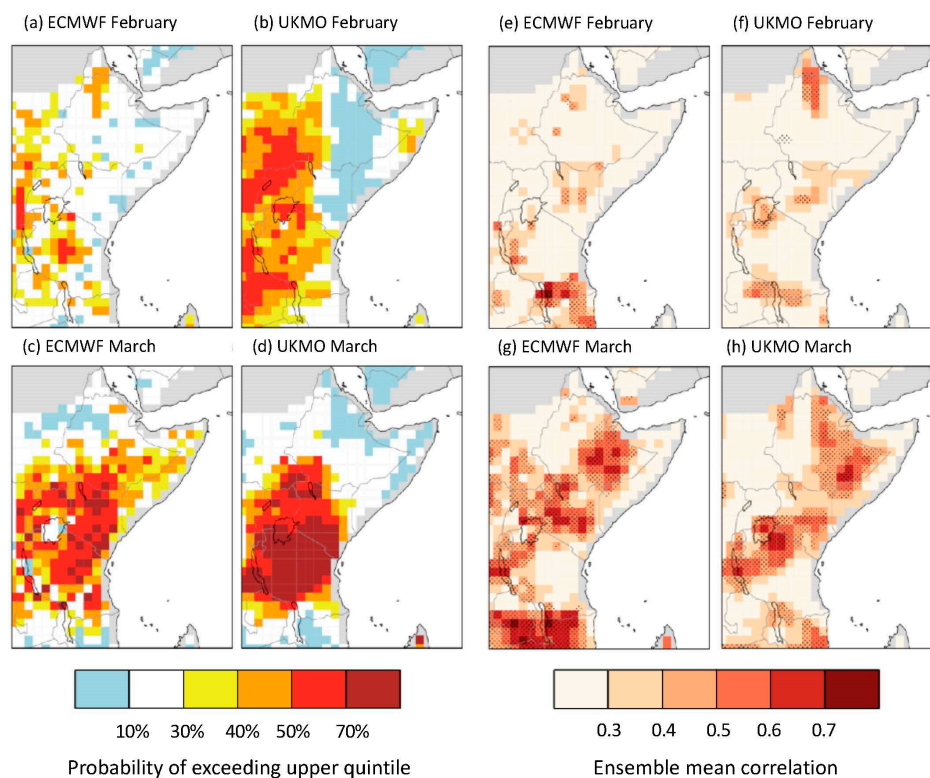 (a) ECMWF February
(b) UKMO February
(e) ECMWF February
(f) UKMO February
(c) ECMWF March
(d) UKMO March
(g) ECMWF March
(h) UKMO March
10% 30% 40% 50% 70%
0.3 0.4 0.5 0.6 0.7
Probability of exceeding upper quintile
Ensemble mean correlation